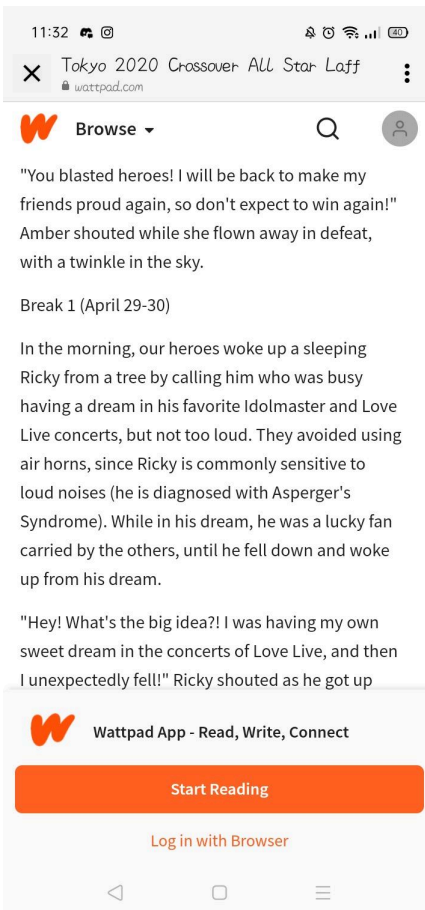 11:32
40
Tokyo 2020 Crossover All Star Laff
wattpad.com
Browse
"You blasted heroes! I will be back to make my
friends proud again, so don't expect to win again!"
Amber shouted while she flown away in defeat,
with a twinkle in the sky.
Break 1 (April 29-30)
In the morning, our heroes woke up a sleeping
Ricky from a tree by calling him who was busy
having a dream in his favorite Idolmaster and Love
Live concerts, but not too loud. They avoided using
air horns, since Ricky is commonly sensitive to
loud noises (he is diagnosed with Asperger's
Syndrome). While in his dream, he was a lucky fan
carried by the others, until he fell down and woke
up from his dream.
"Hey! What's the big idea?! I was having my own
sweet dream in the concerts of Love Live, and then
I unexpectedly fell!" Ricky shouted as he got up
Wattpad App - Read, Write, Connect
Start Reading
Log in with Browser